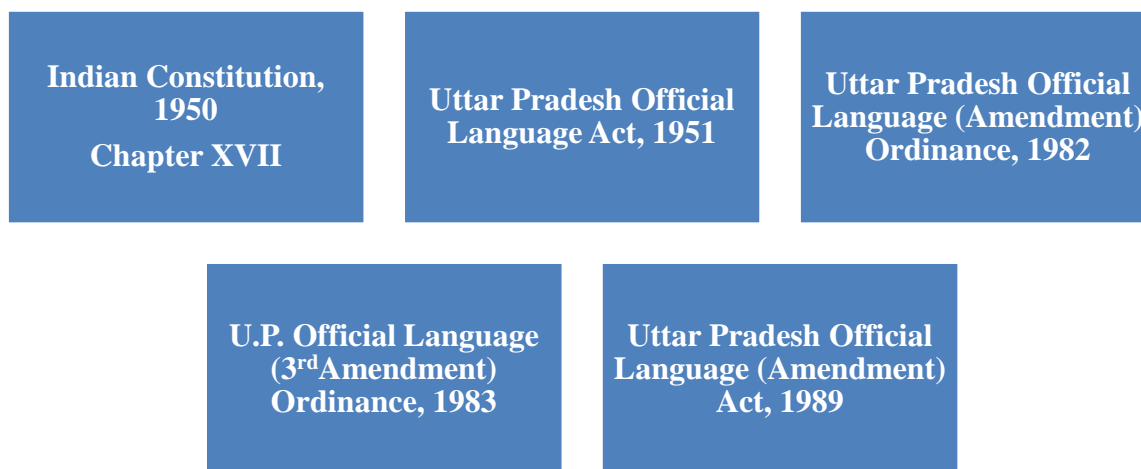 Indian Constitution,
1950
Chapter XVII
Uttar Pradesh Official
Language Act, 1951
Uttar Pradesh Official
Language (Amendment)
Ordinance, 1982
U.P. Official Language
(3rdAmendment)
Ordinance, 1983
Uttar Pradesh Official
Language (Amendment)
Act, 1989